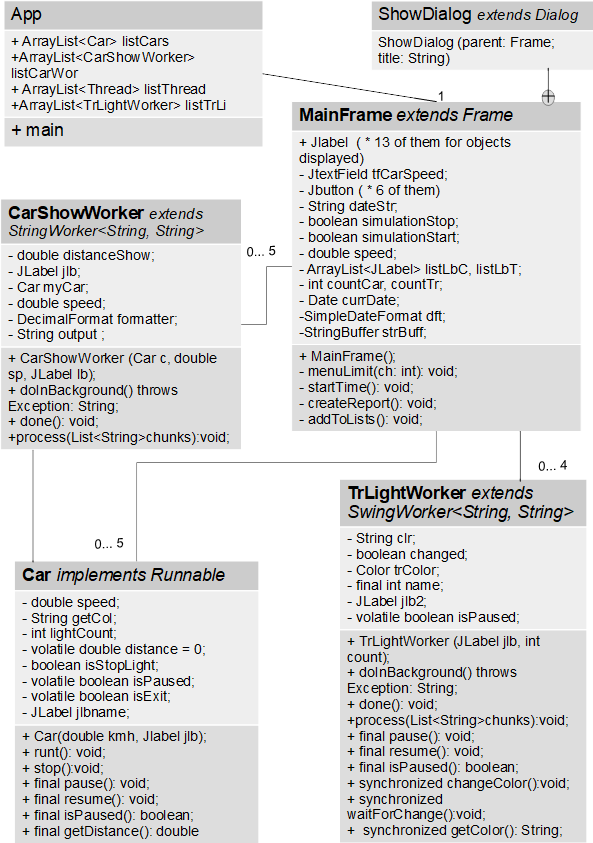 App
+ ArrayList<Car> listCars
+ArrayList<CarShowWorker>
listCarWor
+ ArrayList<Thread> listThread
+ArrayList<TrLightWorker> listTrLi
+ main
ShowDialog extends Dialog
ShowDialog (parent: Frame;
title: String)
1
MainFrame extends Frame
+ Jlabel ( * 13 of them for objects
displayed)
- JtextField tfCarSpeed;
- Jbutton ( * 6 of them)
- String dateStr;
- boolean simulationStop;
- boolean simulationStart;
- double speed;
- ArrayList<JLabel> listLbC, listLbT;
- int countCar, countTr;
- Date currDate;
-SimpleDateFormat dft;
-StringBuffer strBuff;
+ MainFrame();
- menuLimit(ch: int): void;
- startTime(): void;
- createReport(): void;
- addToLists(): void;
CarShowWorker extends
StringWorker<String, String>
- double distanceShow;
- JLabel jlb;
- Car myCar;
- double speed;
- DecimalFormat formatter;
- String output ;
+ CarShowWorker (Car c, double
sp, JLabel lb);
+ doInBackground() throws
Exception: String;
+ done(): void;
+process(List<String>chunks):void;
0... 5
0... 5
0... 4
Car implements Runnable
- double speed;
- String getCol;
- int lightCount;
- volatile double distance = 0;
- boolean isStopLight;
- volatile boolean isPaused;
- volatile boolean isExit;
- JLabel jlbname;
+ Car(double kmh, Jlabel jlb);
+ runt(): void;
+ stop():void;
+ final pause(): void;
+ final resume(): void;
+ final isPaused(): boolean;
+ final getDistance(): double
TrLightWorker extends
SwingWorker<String, String>
- String clr;
- boolean changed;
- Color trColor;
- final int name;
- JLabel jlb2;
- volatile boolean isPaused;
+ TrLightWorker (JLabel jlb, int
count);
+ doInBackground() throws
Exception: String;
+ done(): void;
+process(List<String>chunks):void;
+ final pause(): void;
+ final resume(): void;
+ final isPaused(): boolean;
+ synchronized changeColor():void;
+ synchronized
waitForChange():void;
+ synchronized getColor(): String;